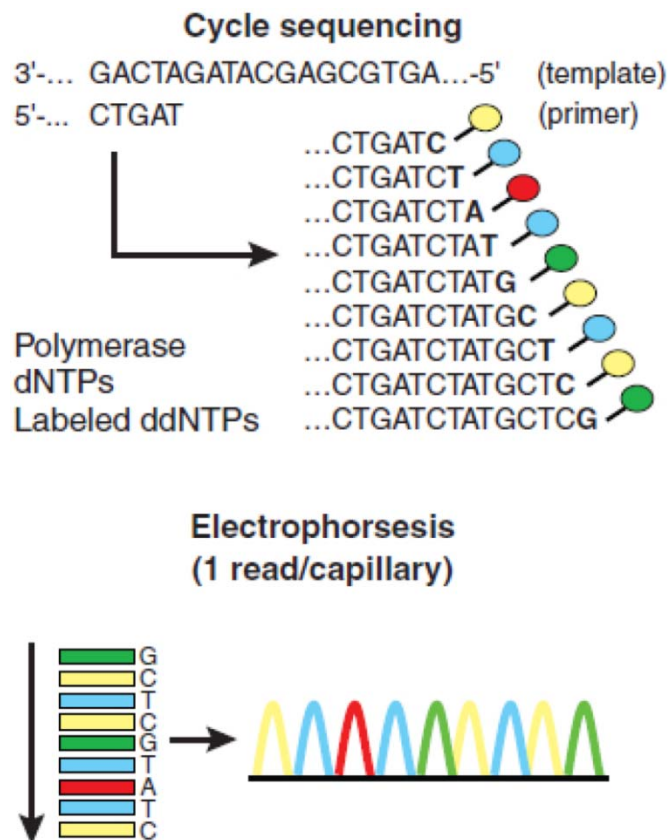 Cycle sequencing
3'-... GACTAGATACGAGCGTGA...-5' (template)
5'-... CTGAT (primer)
...CTGATC
...CTGATCT
...CTGATCTA
...CTGATCTAT
...CTGATCTATG
...CTGATCTATGC
Polymerase ...CTGATCTATGCT
dNTPs ...CTGATCTATGCTC
Labeled ddNTPs ...CTGATCTATGCTCG
Electrophorsesis
(1 read/capillary)
G
C
T
C
G
T
A
T
C